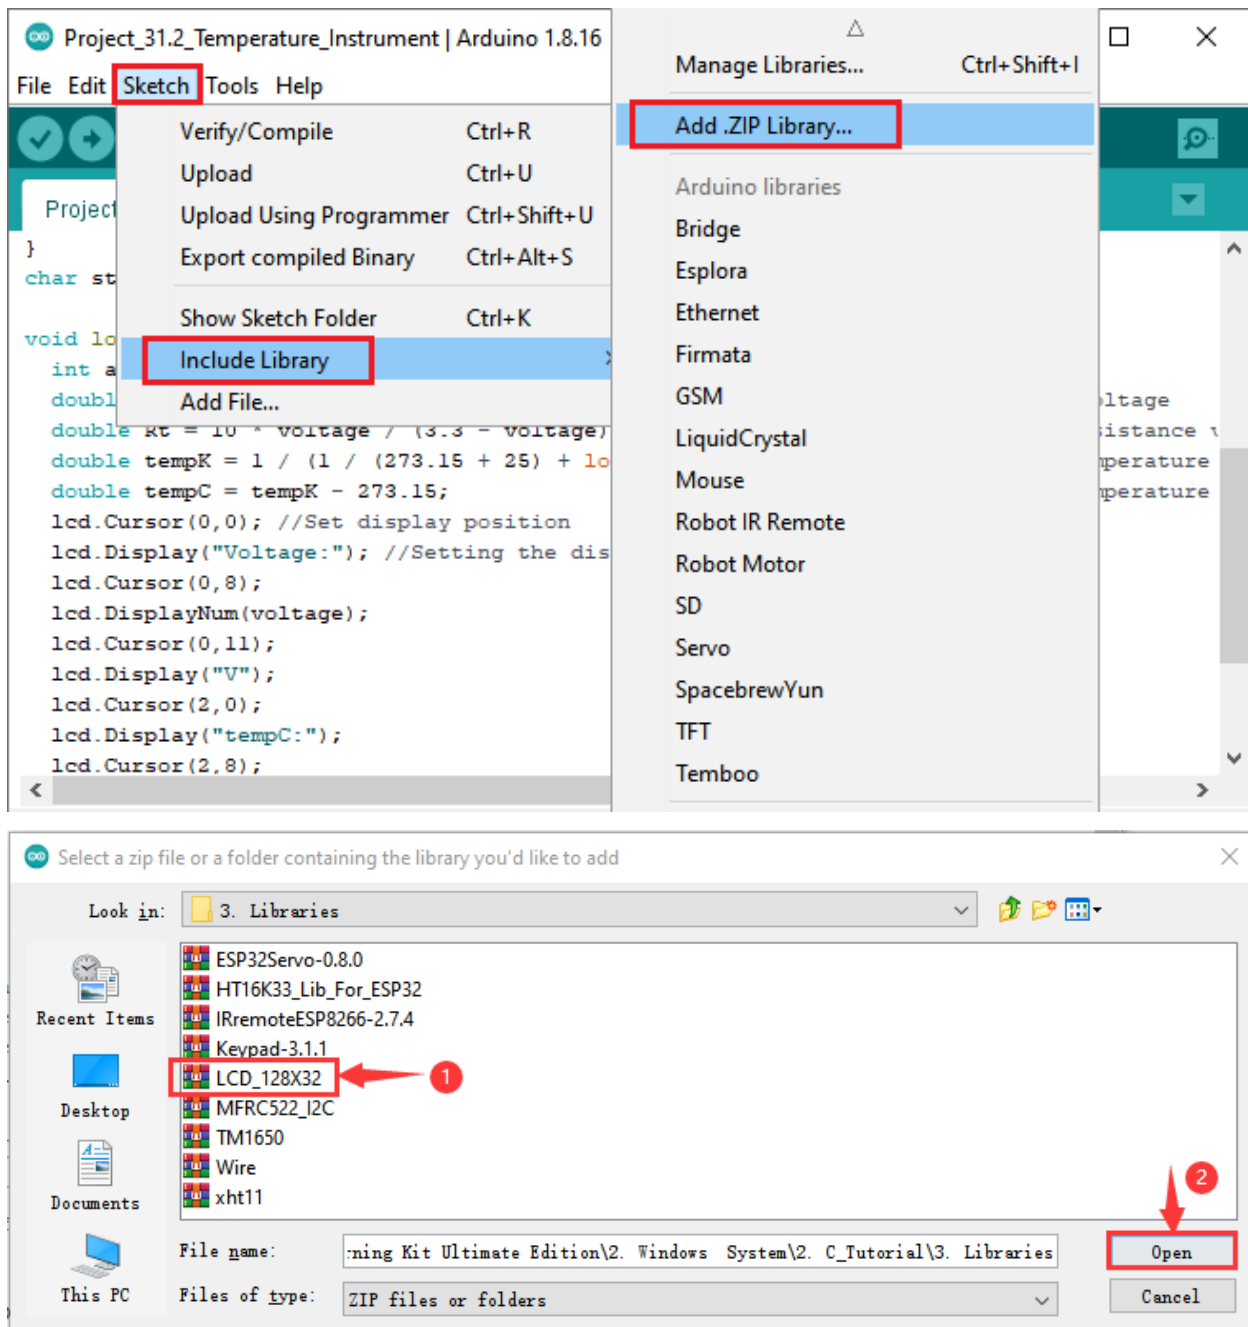 Project_31.2_Temperature_Instrument | Arduino 1.8.16
File Edit Sketch Tools Help
Verify/Compile Ctrl+R
Upload Ctrl+U
Upload Using Programmer Ctrl+Shift+U
Export compiled Binary Ctrl+Alt+S
Show Sketch Folder Ctrl+K
Include Library
Add File...
Manage Libraries... Ctrl+Shift+I
Add .ZIP Library...
Arduino libraries
Bridge
Esplora
Ethernet
Firmata
GSM
LiquidCrystal
Mouse
Robot IR Remote
Robot Motor
SD
Servo
SpacebrewYun
TFT
Temboo
Project
}
char st
void lo
int a
doubl ltage
double Rt = 10 * voltage / (3.3 - voltage) istance
double tempK = 1 / (1 / (273.15 + 25) + lo perature
double tempC = tempK - 273.15; perature
lcd.Cursor(0,0); //Set display position
lcd.Display("Voltage:"); //Setting the dis
lcd.Cursor(0,8);
lcd.DisplayNum(voltage);
lcd.Cursor(0,11);
lcd.Display("V");
lcd.Cursor(2,0);
lcd.Display("tempC:");
lcd.Cursor(2,8);
Select a zip file or a folder containing the library you'd like to add
Look in: 3. Libraries
ESP32Servo-0.8.0
HT16K33_Lib_For_ESP32
IRremoteESP8266-2.7.4
Keypad-3.1.1
LCD_128X32 1
MFRC522_I2C
TM1650
Wire
xht11
2
Recent Items
Desktop
Documents
This PC
File name: :ning Kit Ultimate Edition\2. Windows System\2. C_Tutorial\3. Libraries Open
Files of type: ZIP files or folders Cancel